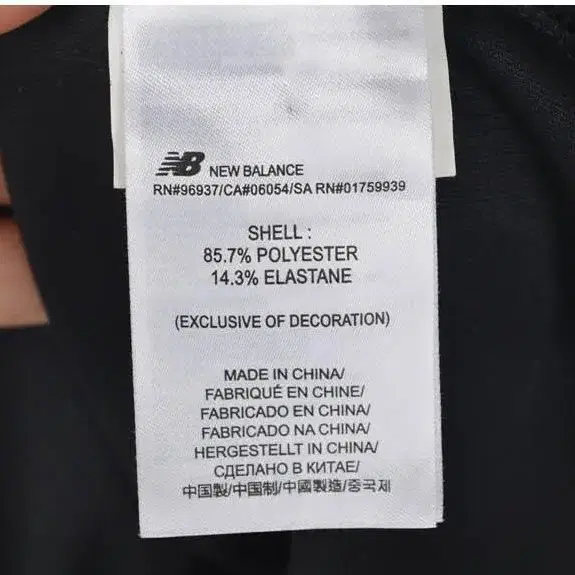 NB NEW BALANCE
RN#96937/CA#06054/SA RN#01759939
SHELL :
85.7% POLYESTER
14.3% ELASTANE
(EXCLUSIVE OF DECORATION)
MADE IN CHINA/
FABRIQUÉ EN CHINE/
FABRICADO EN CHINA/
FABRICADO NA CHINA/
HERGESTELLT IN CHINA/
СДЕЛАНО В КИТАЕ/
中国製/中国制/中國製造/중국제